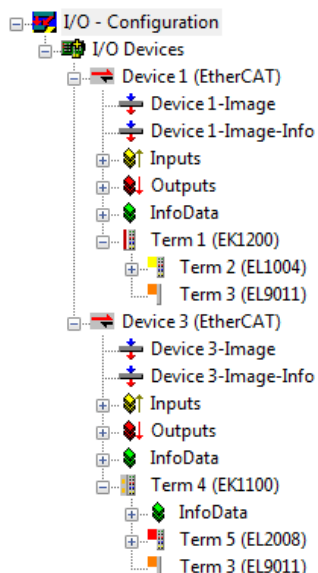 I/O - Configuration
I/O Devices
Device 1 (EtherCAT)
Device 1-Image
Device 1-Image-Info
Inputs
Outputs
InfoData
Term 1 (EK1200)
Term 2 (EL1004)
Term 3 (EL9011)
Device 3 (EtherCAT)
Device 3-Image
Device 3-Image-Info
Inputs
Outputs
InfoData
Term 4 (EK1100)
InfoData
Term 5 (EL2008)
Term 3 (EL9011)